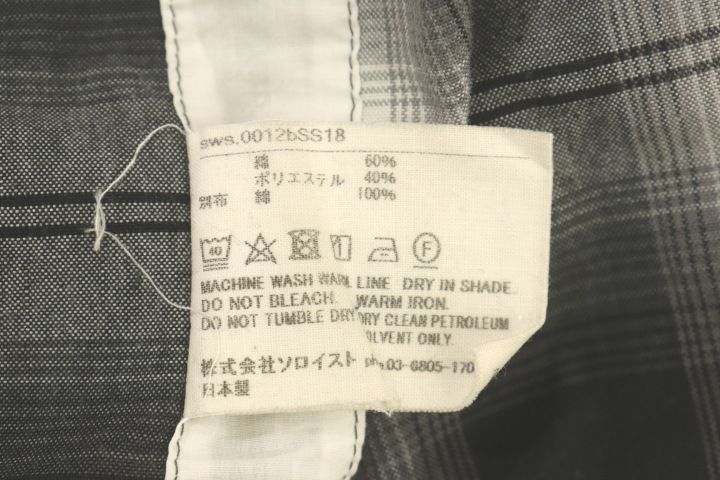 sws.0012bSS18
綿 60%
ポリエステル 40%
別布 綿 100%
40 F
MACHINE WASH LINE DRY IN SHADE.
DO NOT BLEACH. WARM IRON.
DO NOT TUMBLE DRY DRY CLEAN PETROLEUM
SOLVENT ONLY.
株式会社ソロイスト ph.03-6805-170
日本製